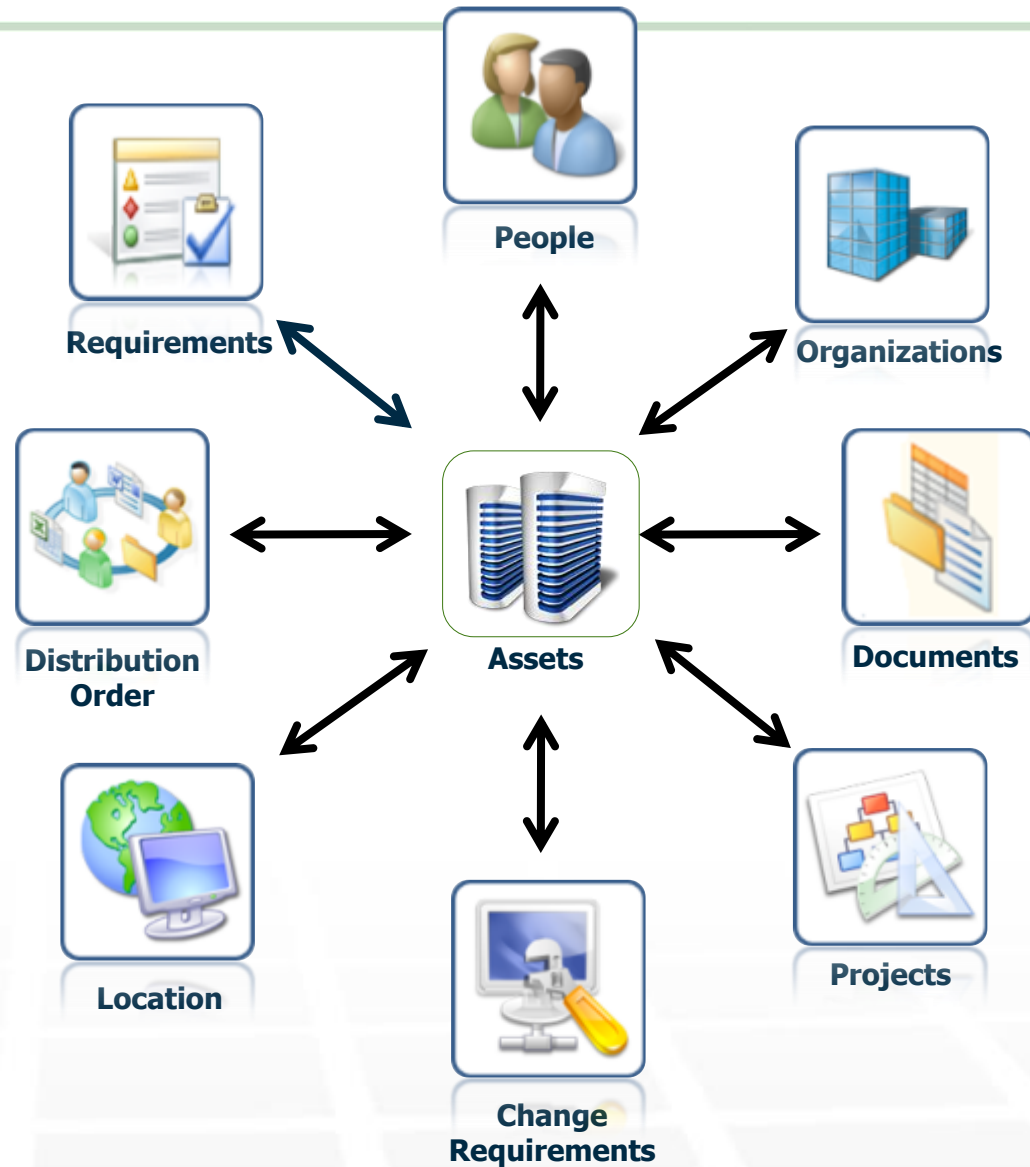 People
Requirements
Organizations
Distribution
Order
Assets
Documents
Location
Projects
Change
Requirements